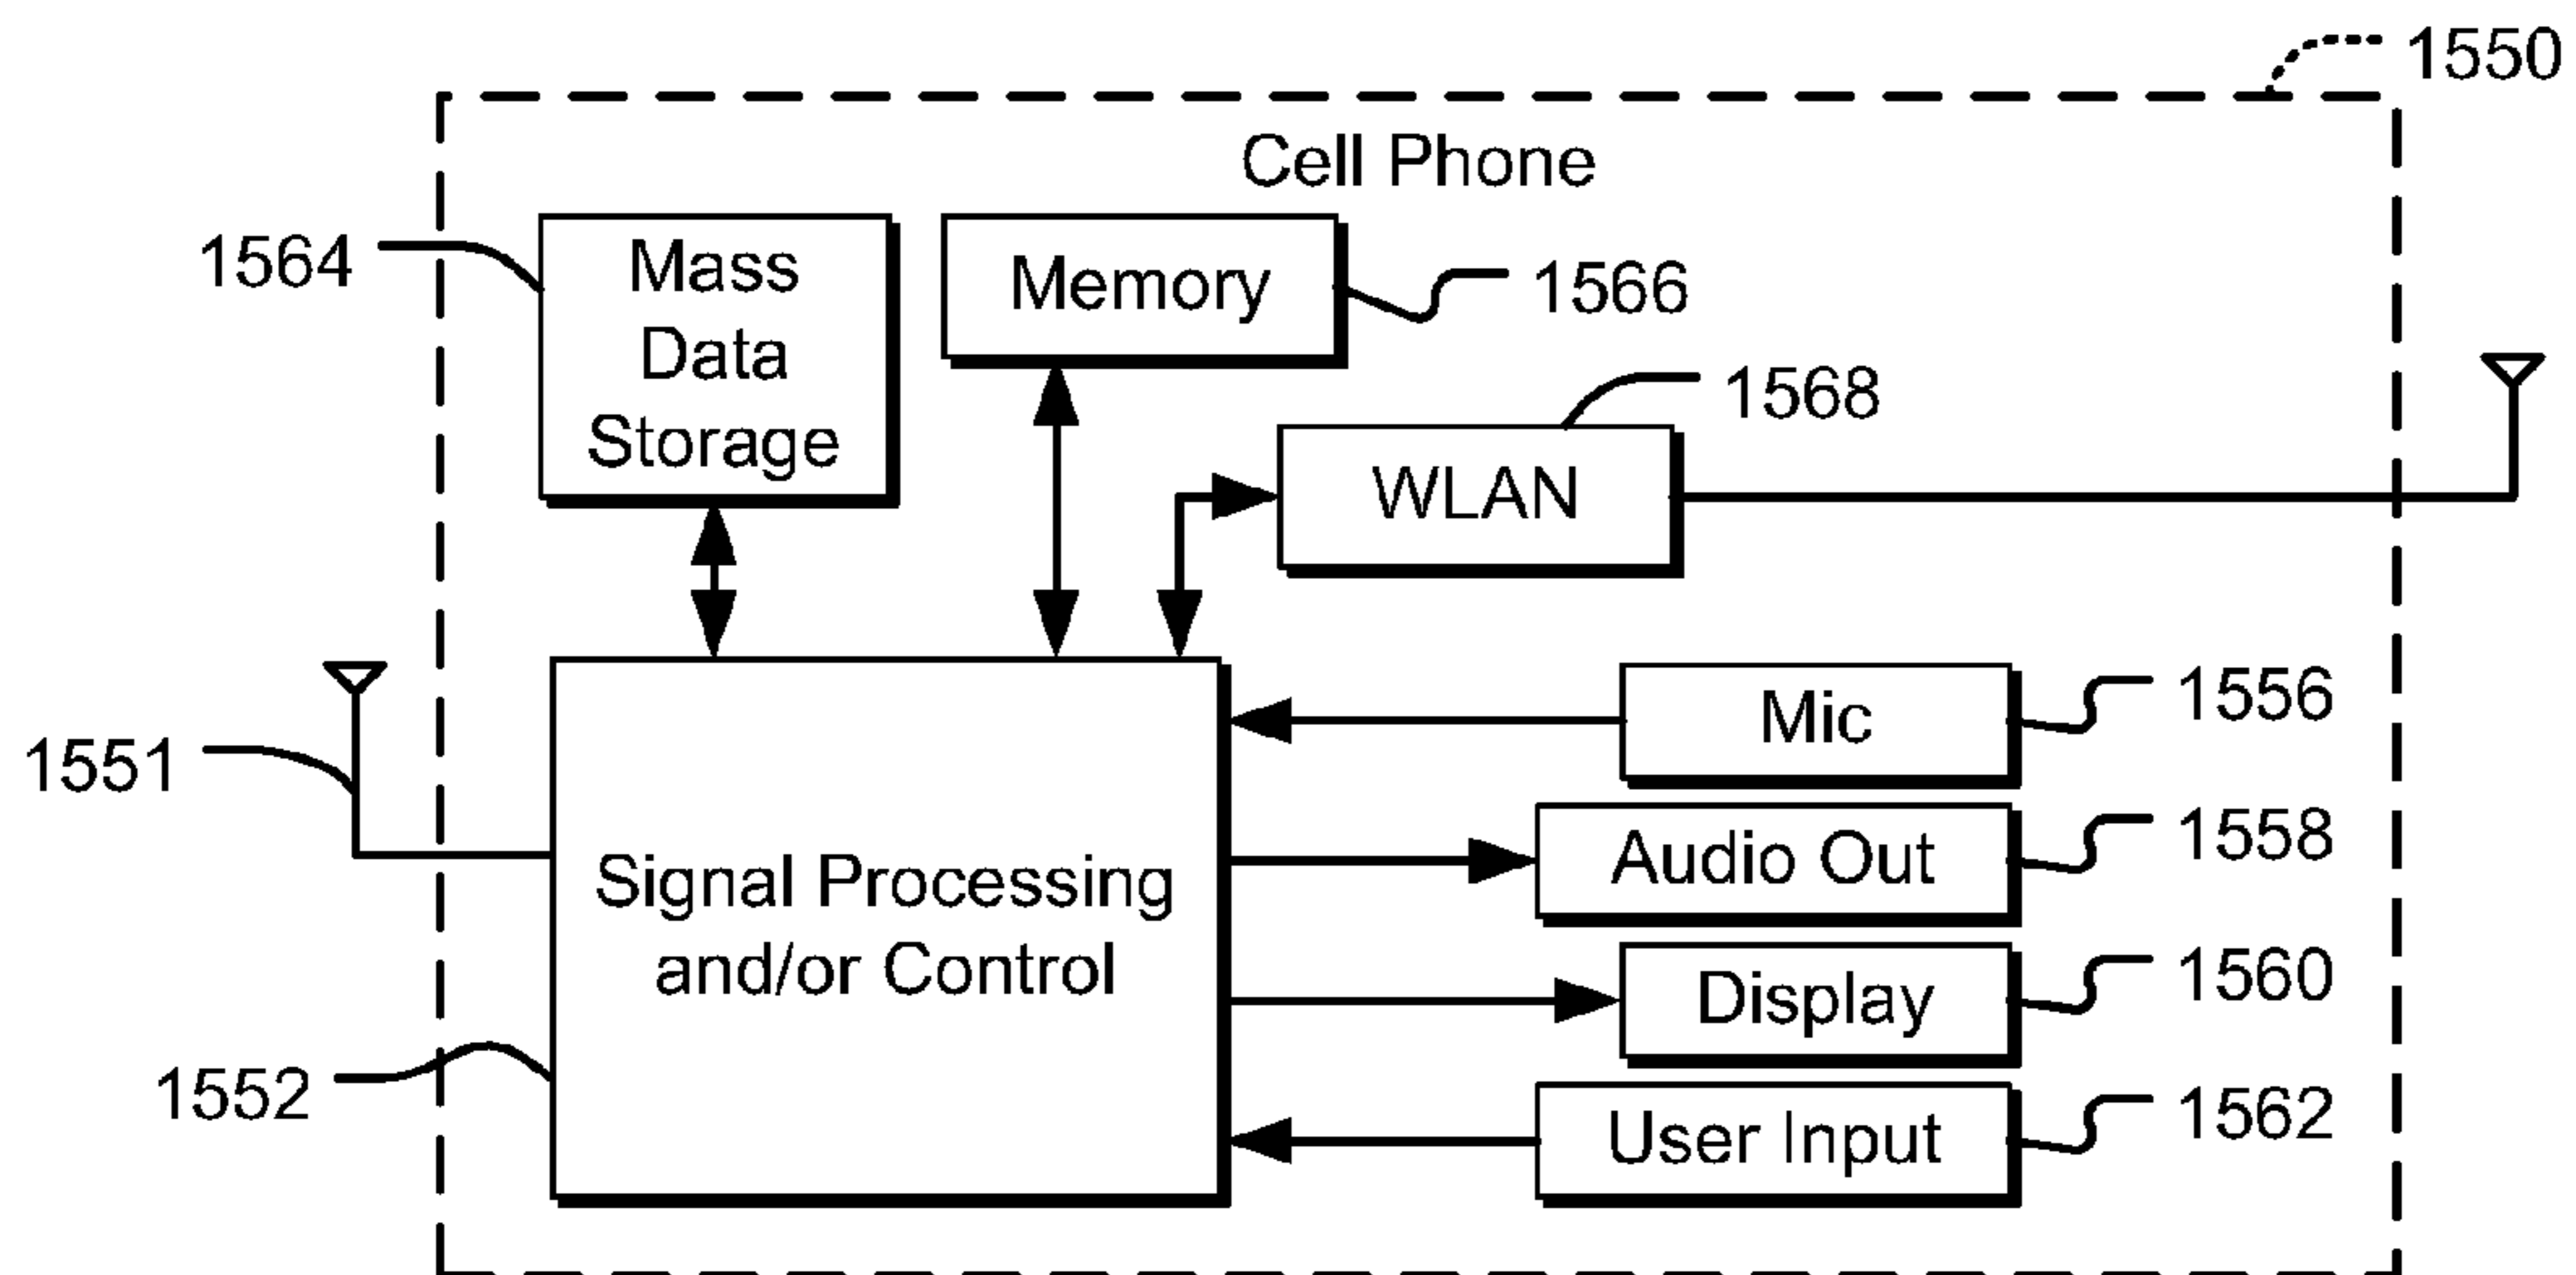 1550
Cell Phone
1564
Mass
Data
Storage
Memory
1566
1568
WLAN
1551
Signal Processing
and/or Control
1552
Mic
1556
Audio Out
1558
Display
1560
User Input
1562